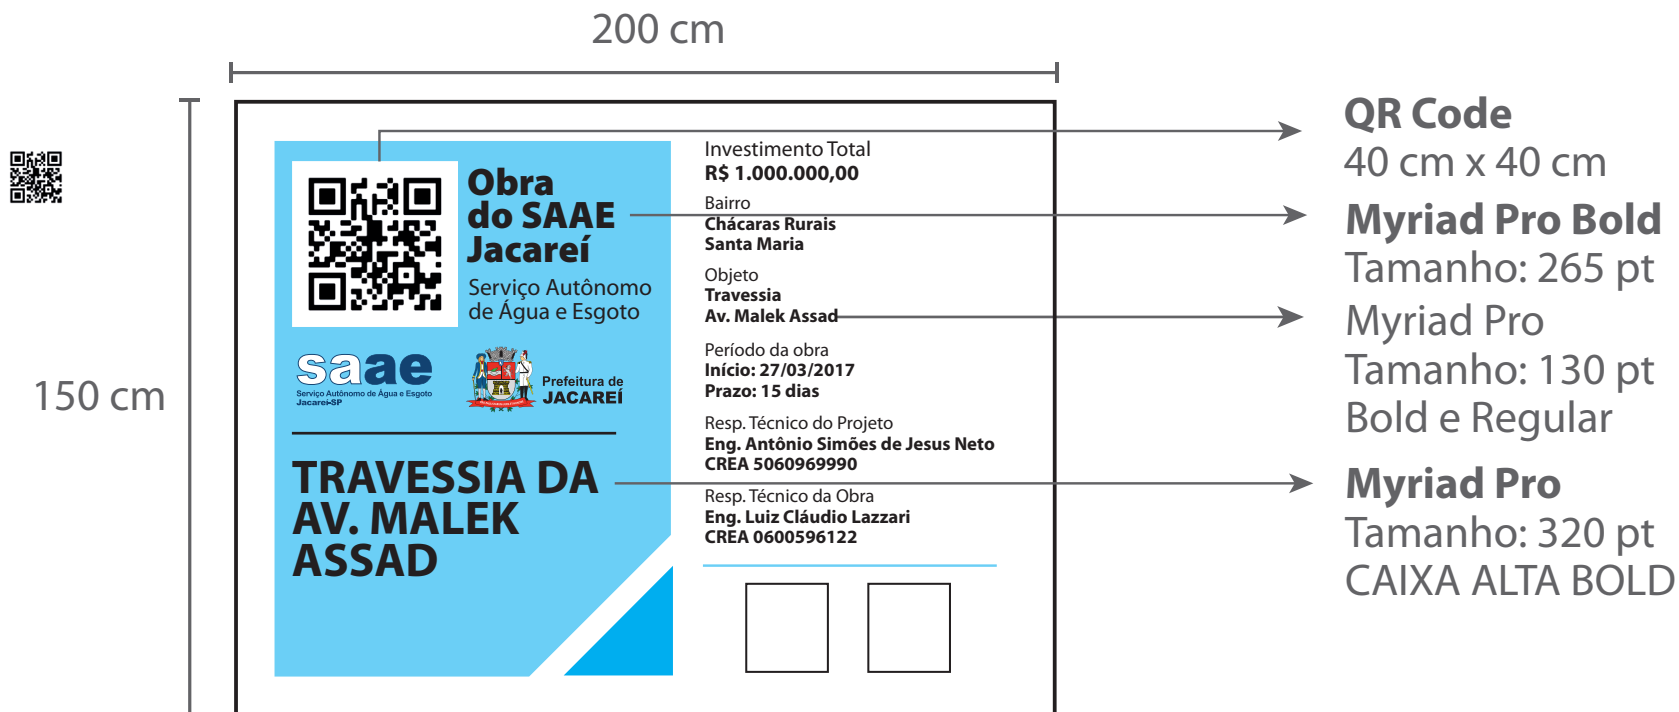 200 cm
150 cm
Obra
do SAAE
Jacareí
Serviço Autônomo
de Água e Esgoto
saae
Serviço Autônomo de Água e Esgoto
Jacareí-SP
Prefeitura de
JACAREÍ
TRAVESSIA DA
AV. MALEK
ASSAD
Investimento Total
R$ 1.000.000,00
Bairro
Chácaras Rurais
Santa Maria
Objeto
Travessia
Av. Malek Assad
Período da obra
Início: 27/03/2017
Prazo: 15 dias
Resp. Técnico do Projeto
Eng. Antônio Simões de Jesus Neto
CREA 5060969990
Resp. Técnico da Obra
Eng. Luiz Cláudio Lazzari
CREA 0600596122
QR Code
40 cm x 40 cm
Myriad Pro Bold
Tamanho: 265 pt
Myriad Pro
Tamanho: 130 pt
Bold e Regular
Myriad Pro
Tamanho: 320 pt
CAIXA ALTA BOLD